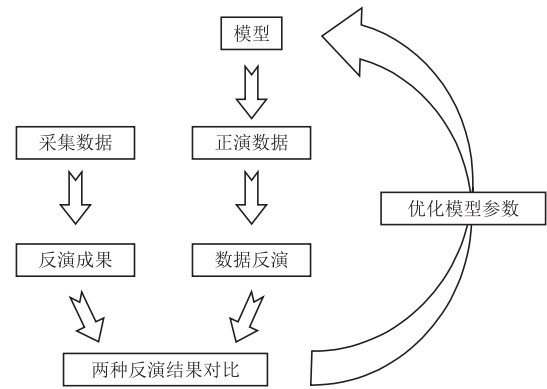 模型
采集数据
正演数据
优化模型参数
反演成果
数据反演
两种反演结果对比